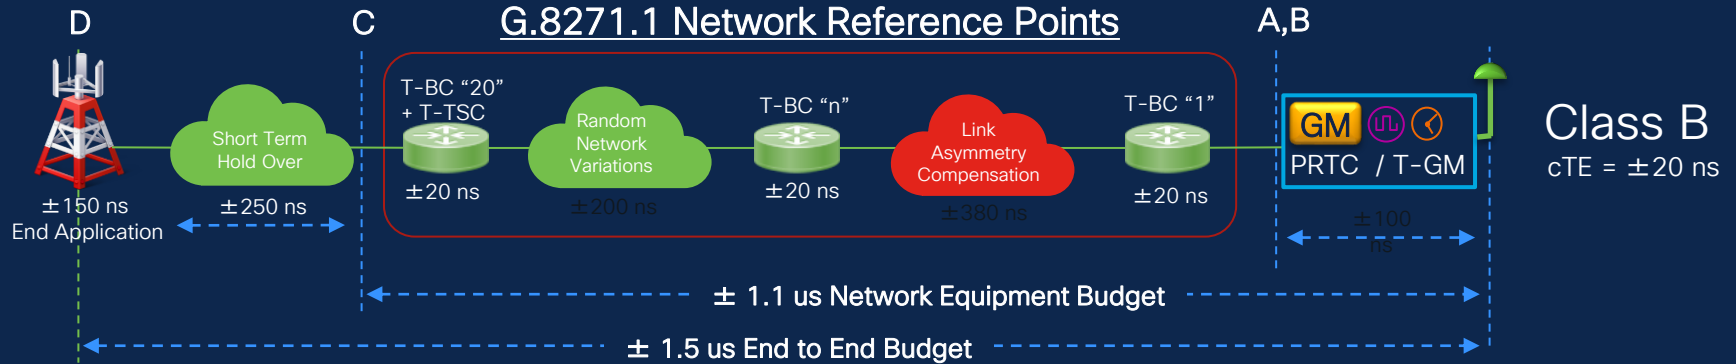 D
C
G.8271.1 Network Reference Points
A,B
T-BC “20”
+ T-TSC
±20 ns
Short Term
Hold Over
±250 ns
±150 ns
End Application
Random
Network
Variations
±200 ns
T-BC “n”
±20 ns
Link
Asymmetry
Compensation
±380 ns
T-BC “1”
±20 ns
GM
PRTC / T-GM
±100
ns
Class B
cTE = ±20 ns
± 1.1 us Network Equipment Budget
± 1.5 us End to End Budget